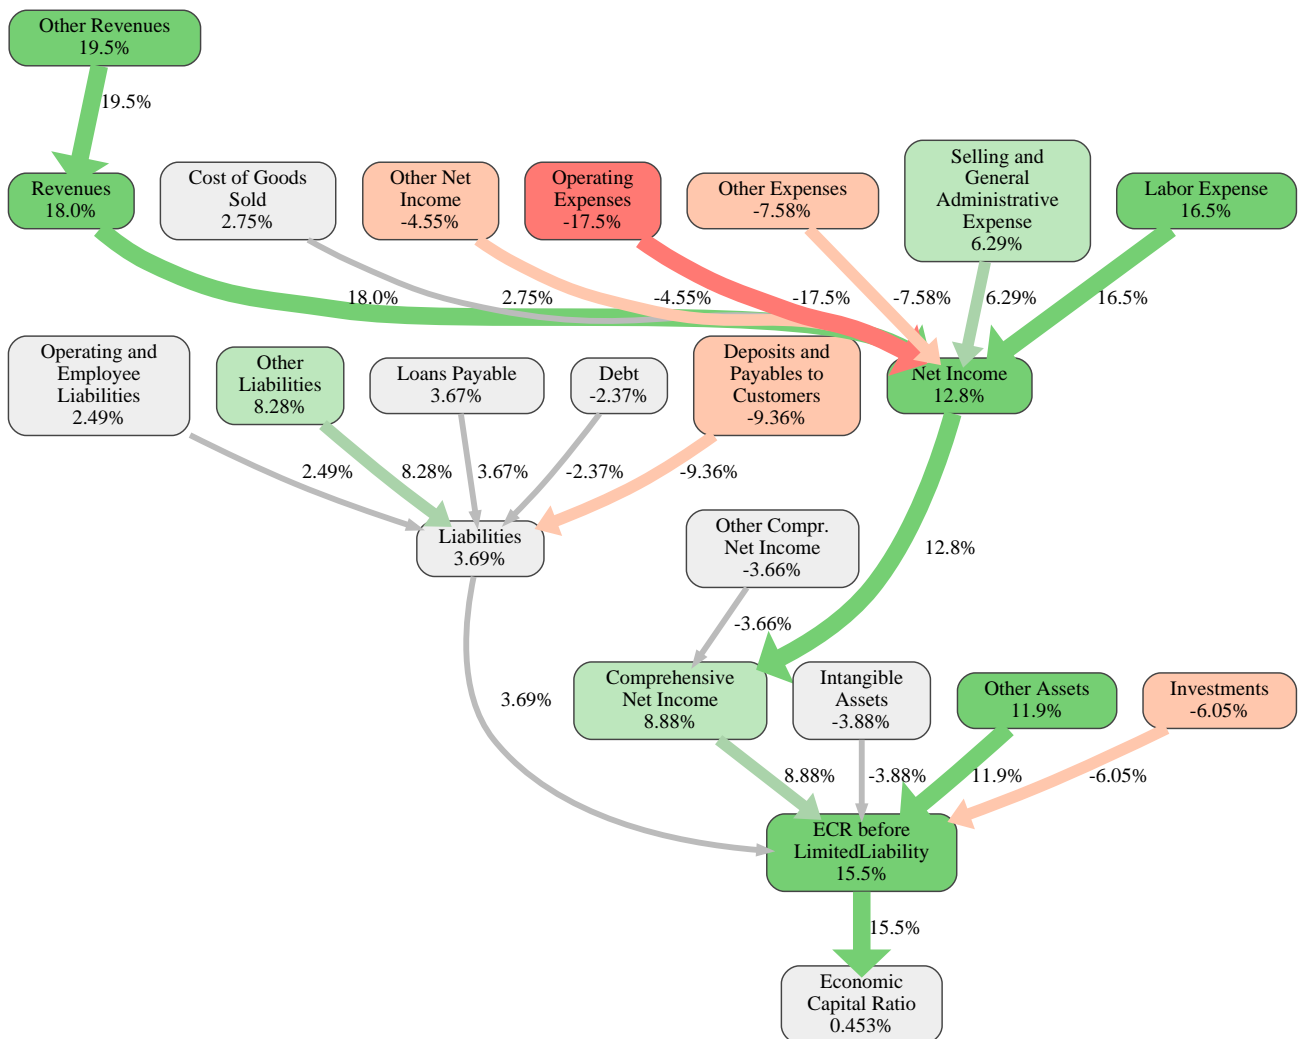 Other Revenues
19.5%
19.5%
Revenues
18.0%
Cost of Goods
Sold
2.75%
Other Net
Income
-4.55%
Operating
Expenses
-17.5%
Other Expenses
-7.58%
Selling and
General
Administrative
Expense
6.29%
Labor Expense
16.5%
18.0%
2.75%
-4.55%
-17.5%
-7.58%
6.29%
16.5%
Operating and
Employee
Liabilities
2.49%
Other
Liabilities
8.28%
Loans Payable
3.67%
Debt
-2.37%
Deposits and
Payables to
Customers
-9.36%
Net Income
12.8%
2.49%
8.28%
3.67%
-2.37%
-9.36%
Liabilities
3.69%
Other Compr.
Net Income
-3.66%
12.8%
-3.66%
3.69%
Comprehensive
Net Income
8.88%
Intangible
Assets
-3.88%
Other Assets
11.9%
Investments
-6.05%
8.88%
-3.88%
11.9%
-6.05%
ECR before
LimitedLiability
15.5%
15.5%
Economic
Capital Ratio
0.453%